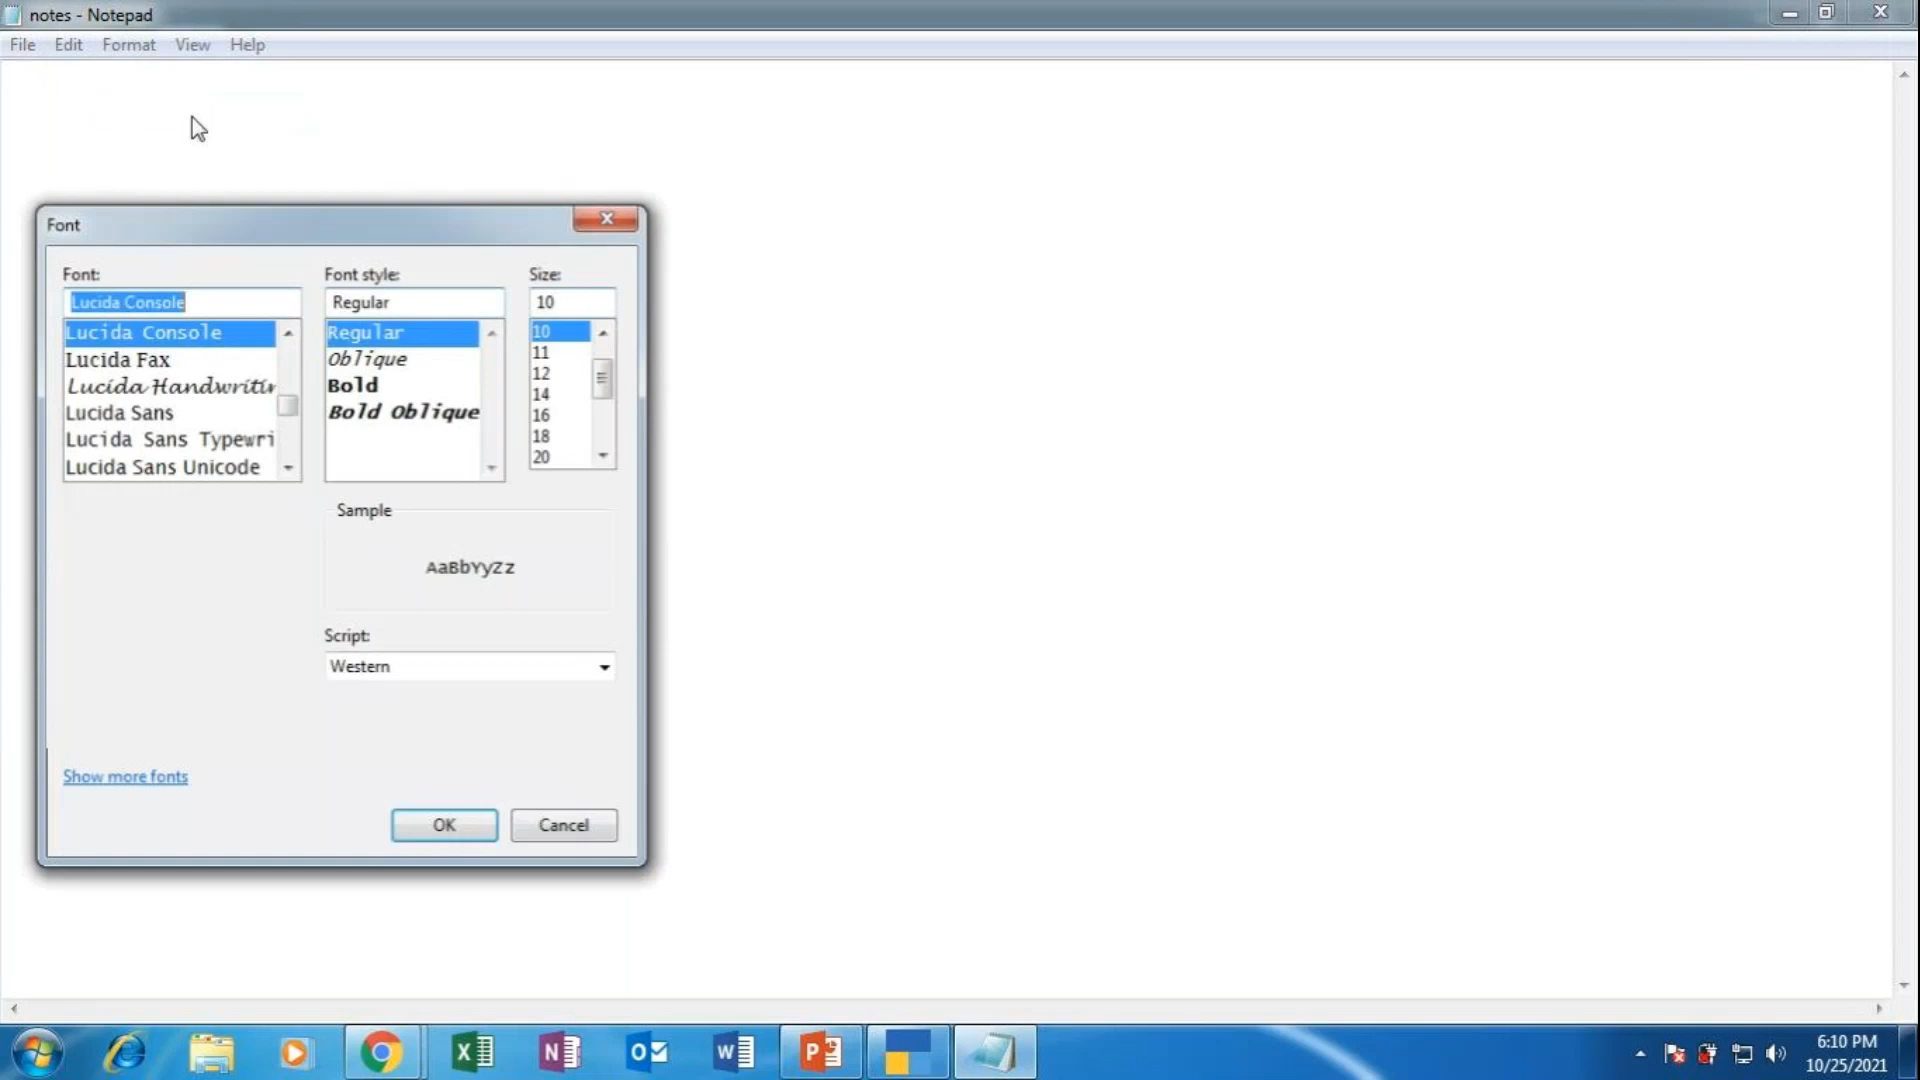 notes - Notepad
File Edit Format View Help
Font
Font: Font style: Size:
Lucida Console Regular 10
Lucida Console Regular 10
Lucida Fax Oblique 11
Lucida Handwritin Bold 12
Lucida Sans Bold Oblique 14
Lucida Sans Typewri 16
Lucida Sans Unicode 18
20
Sample
AaBbYyZz
Script:
Western
Show more fonts
OK Cancel
6:10 PM
10/25/2021